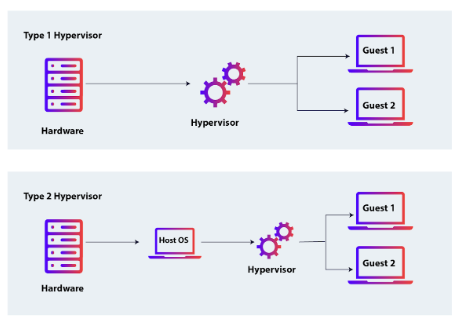 Type 1 Hypervisor
Guest 1
Guest 2
Hardware
Hypervisor
Type 2 Hypervisor
Guest 1
Host OS
Guest 2
Hypervisor
Hardware